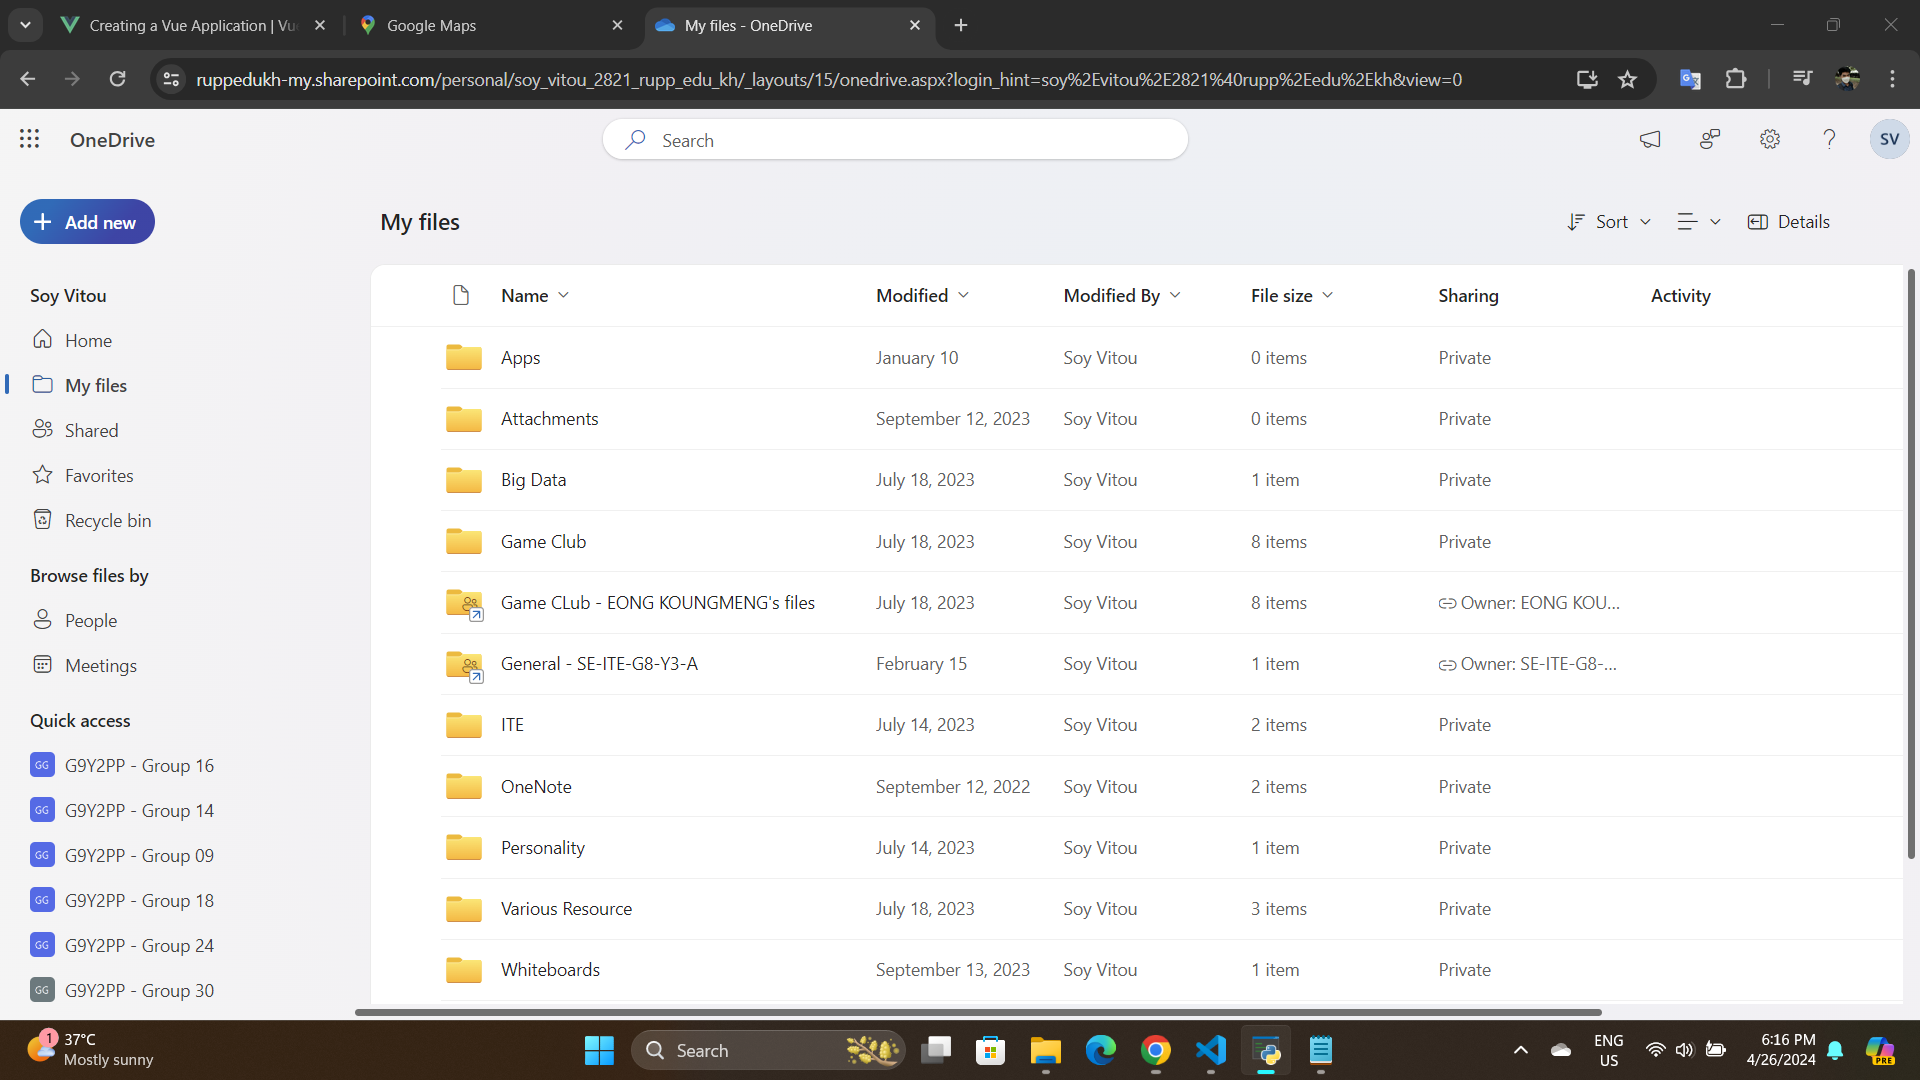 Creating a Vue Application | Vu
Google Maps
My files - OneDrive
ruppedukh-my.sharepoint.com/personal/soy_vitou_2821_rupp_edu_kh/_layouts/15/onedrive.aspx?login_hint=soy%2Evitou%2E2821%40rupp%2Eedu%2Ekh&view=0
OneDrive
Search
SV
Add new
My files
Sort
Details
Soy Vitou
Home
My files
Shared
Favorites
Recycle bin
Browse files by
People
Meetings
Quick access
GG G9Y2PP - Group 16
GG G9Y2PP - Group 14
GG G9Y2PP - Group 09
GG G9Y2PP - Group 18
GG G9Y2PP - Group 24
GG G9Y2PP - Group 30
Name Modified Modified By File size Sharing Activity
Apps January 10 Soy Vitou 0 items Private
Attachments September 12, 2023 Soy Vitou 0 items Private
Big Data July 18, 2023 Soy Vitou 1 item Private
Game Club July 18, 2023 Soy Vitou 8 items Private
Game CLub - EONG KOUNGMENG's files July 18, 2023 Soy Vitou 8 items Owner: EONG KOU...
General - SE-ITE-G8-Y3-A February 15 Soy Vitou 1 item Owner: SE-ITE-G8-...
ITE July 14, 2023 Soy Vitou 2 items Private
OneNote September 12, 2022 Soy Vitou 2 items Private
Personality July 14, 2023 Soy Vitou 1 item Private
Various Resource July 18, 2023 Soy Vitou 3 items Private
Whiteboards September 13, 2023 Soy Vitou 1 item Private
1
37°C
Mostly sunny
Search
ENG
US
6:16 PM
4/26/2024
PRE